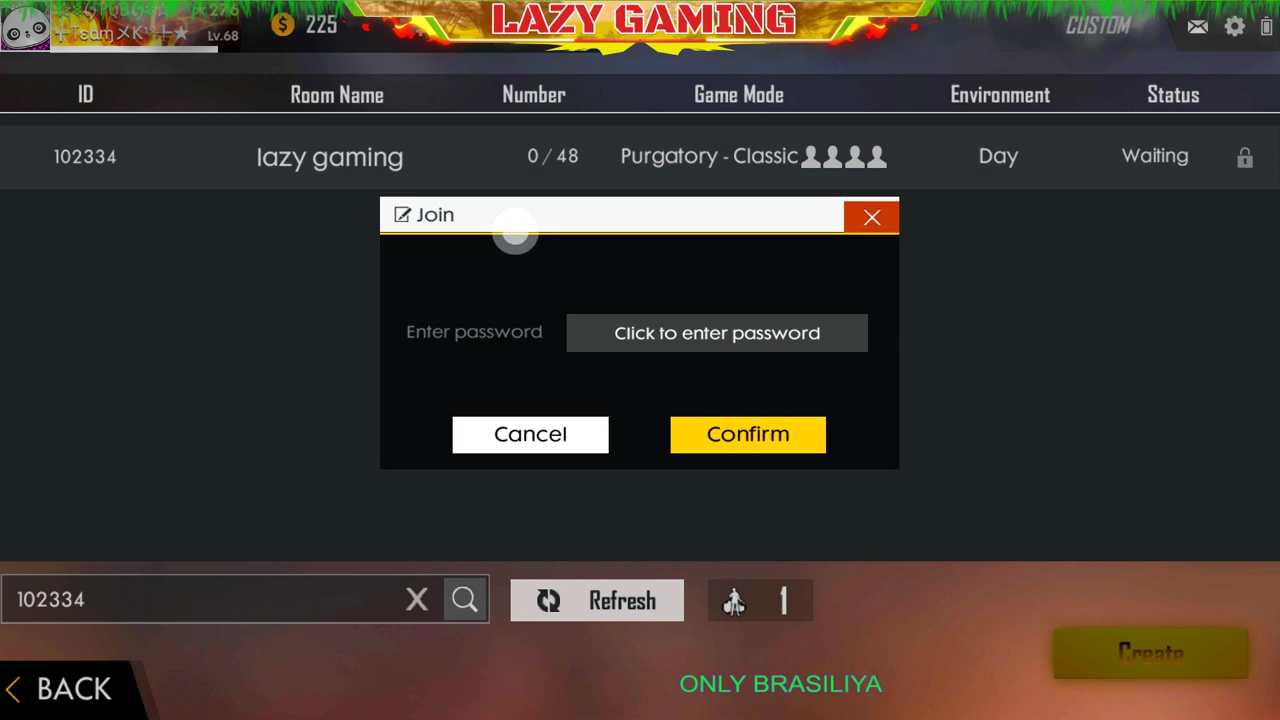 LAZY GAMING
Lv.68
225
CUSTOM
ID Room Name Number Game Mode Environment Status
102334 lazy gaming 0 / 48 Purgatory - Classic Day Waiting
Join
Enter password Click to enter password
Cancel Confirm
102334 X Refresh 1
Create
BACK
ONLY BRASILIYA